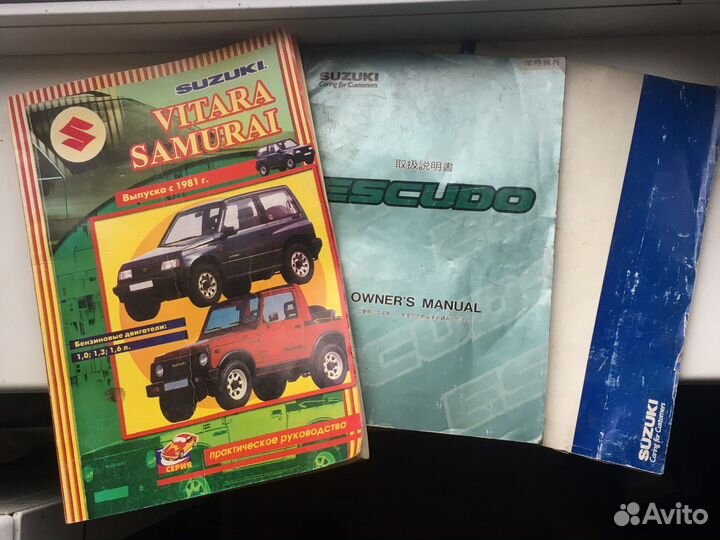 SUZUKI
VITARA
SAMURAI
Выпуска с 1981 г.
Бензиновые двигатели:
1,0; 1,3; 1,6 л.
СЕРИЯ
практическое руководство
SUZUKI
Caring for Customers
取扱説明書
ESCUDO
OWNER'S MANUAL
SUZUKI
Caring for Customers
Avito